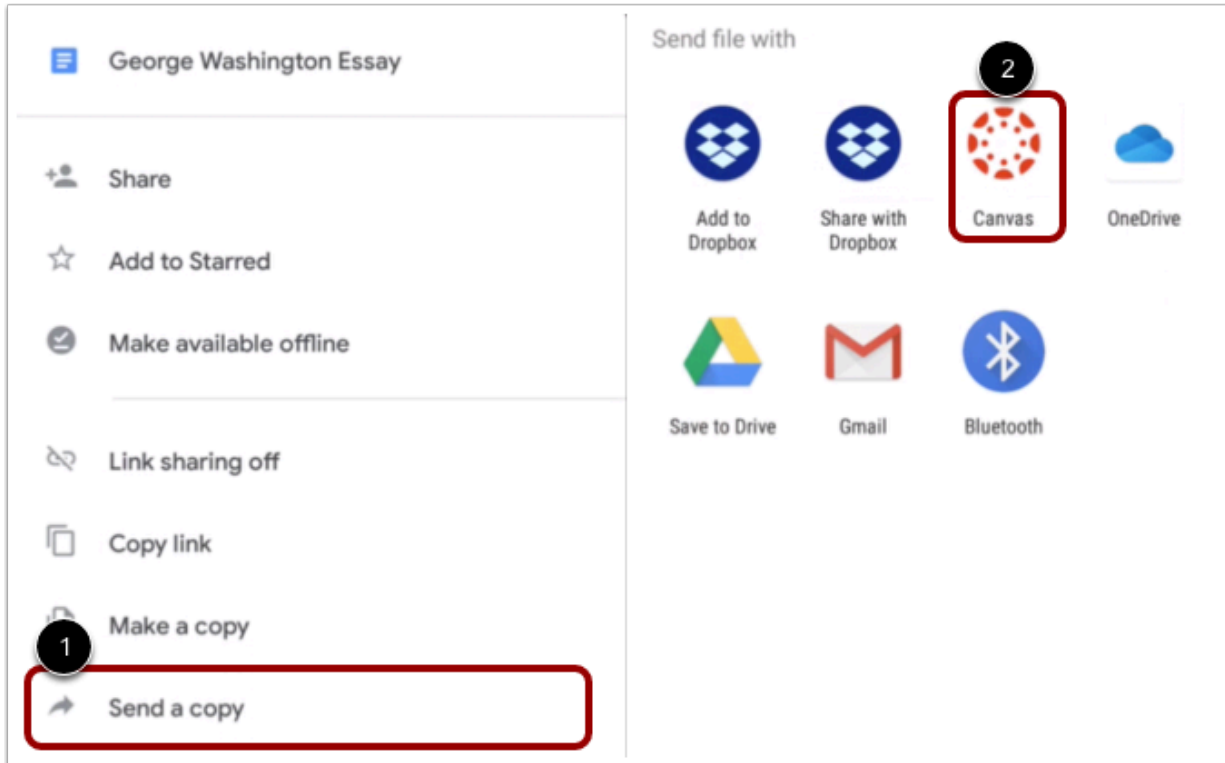 George Washington Essay
Share
Add to Starred
Make available offline
Link sharing off
Copy link
Make a copy
1
Send a copy
Send file with
2
Add to
Dropbox
Share with
Dropbox
Canvas
OneDrive
Save to Drive
Gmail
Bluetooth